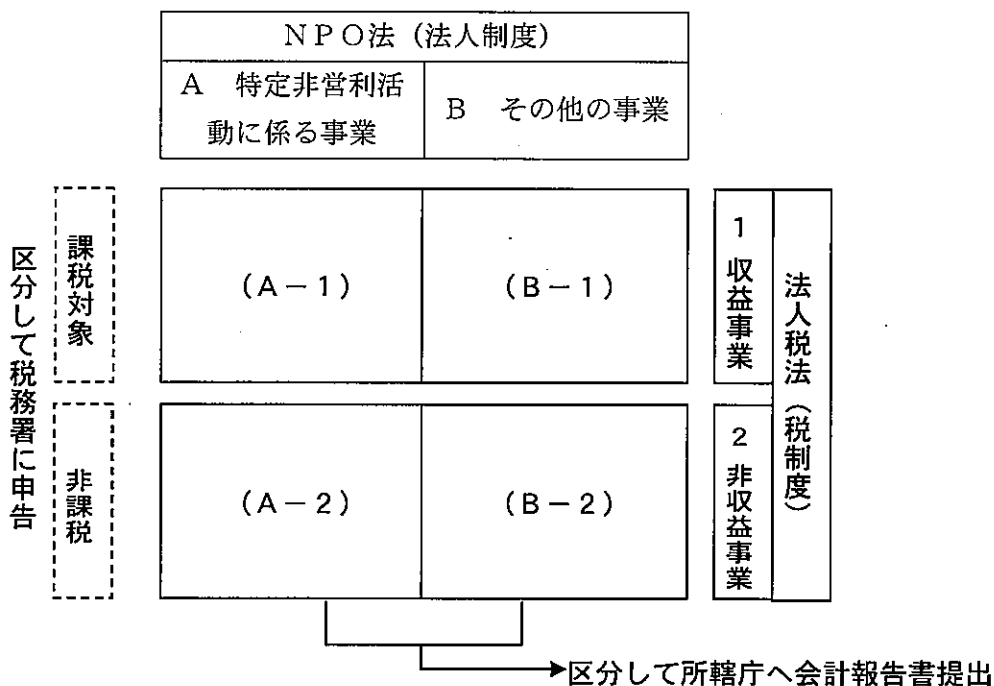 NPO法（法人制度）
A　特定非営利活
動に係る事業
B　その他の事業
区分して税務署に申告
課税対象
（A－1）
（B－1）
1 収益事業
法人税法（税制度）
非課税
（A－2）
（B－2）
2 非収益事業
区分して所轄庁へ会計報告書提出